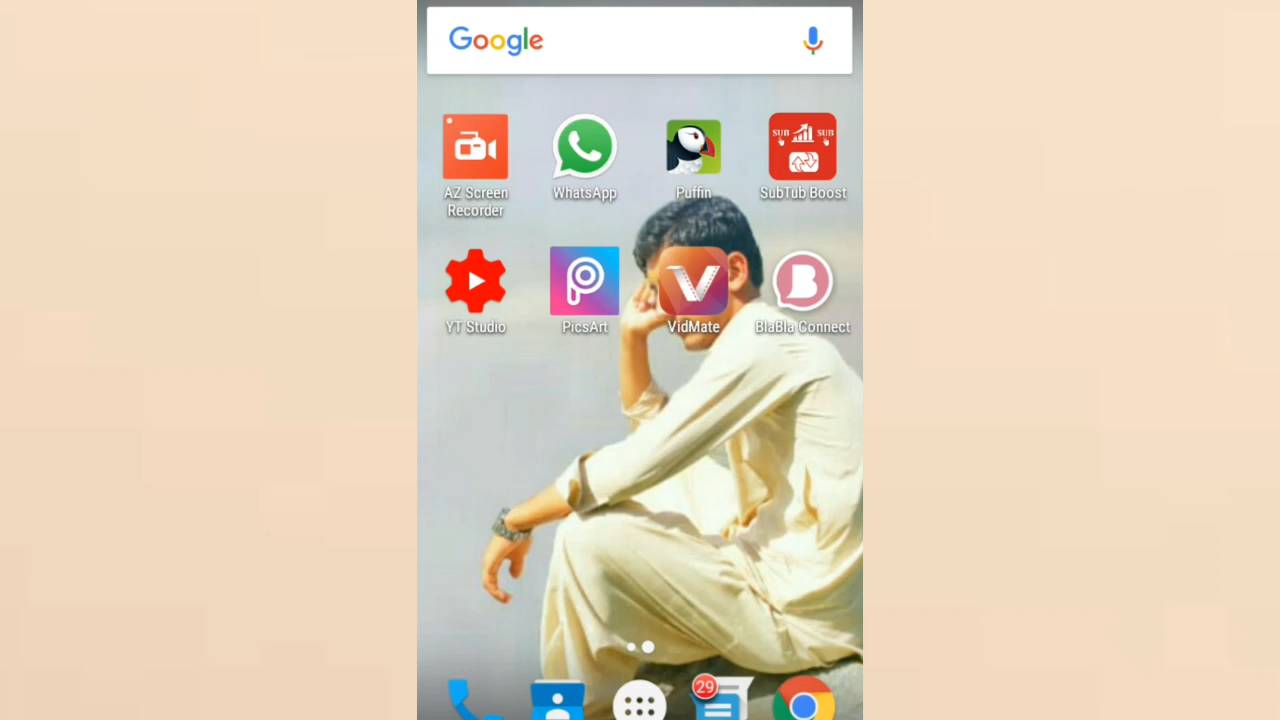 Google
AZ Screen Recorder
WhatsApp
Puffin
SUB SUB
SubTub Boost
YT Studio
PicsArt
VidMate
BlaBla Connect
29